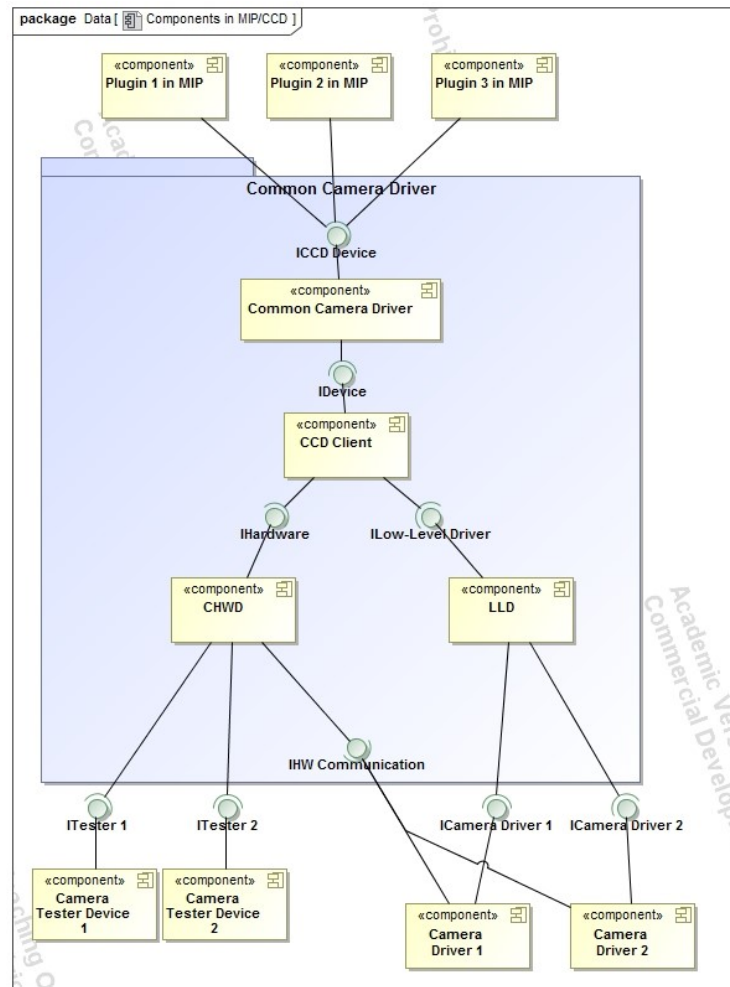 package Data [ Components in MIP/CCD ]
«component»
Plugin 1 in MIP
«component»
Plugin 2 in MIP
«component»
Plugin 3 in MIP
Common Camera Driver
ICCD Device
«component»
Common Camera Driver
IDevice
«component»
CCD Client
IHardware
ILow-Level Driver
«component»
CHWD
«component»
LLD
IHW Communication
ITester 1
ITester 2
ICamera Driver 1
ICamera Driver 2
«component»
Camera
Tester Device
1
«component»
Camera
Tester Device
2
«component»
Camera
Driver 1
«component»
Camera
Driver 2
Academic
Commercial Develop